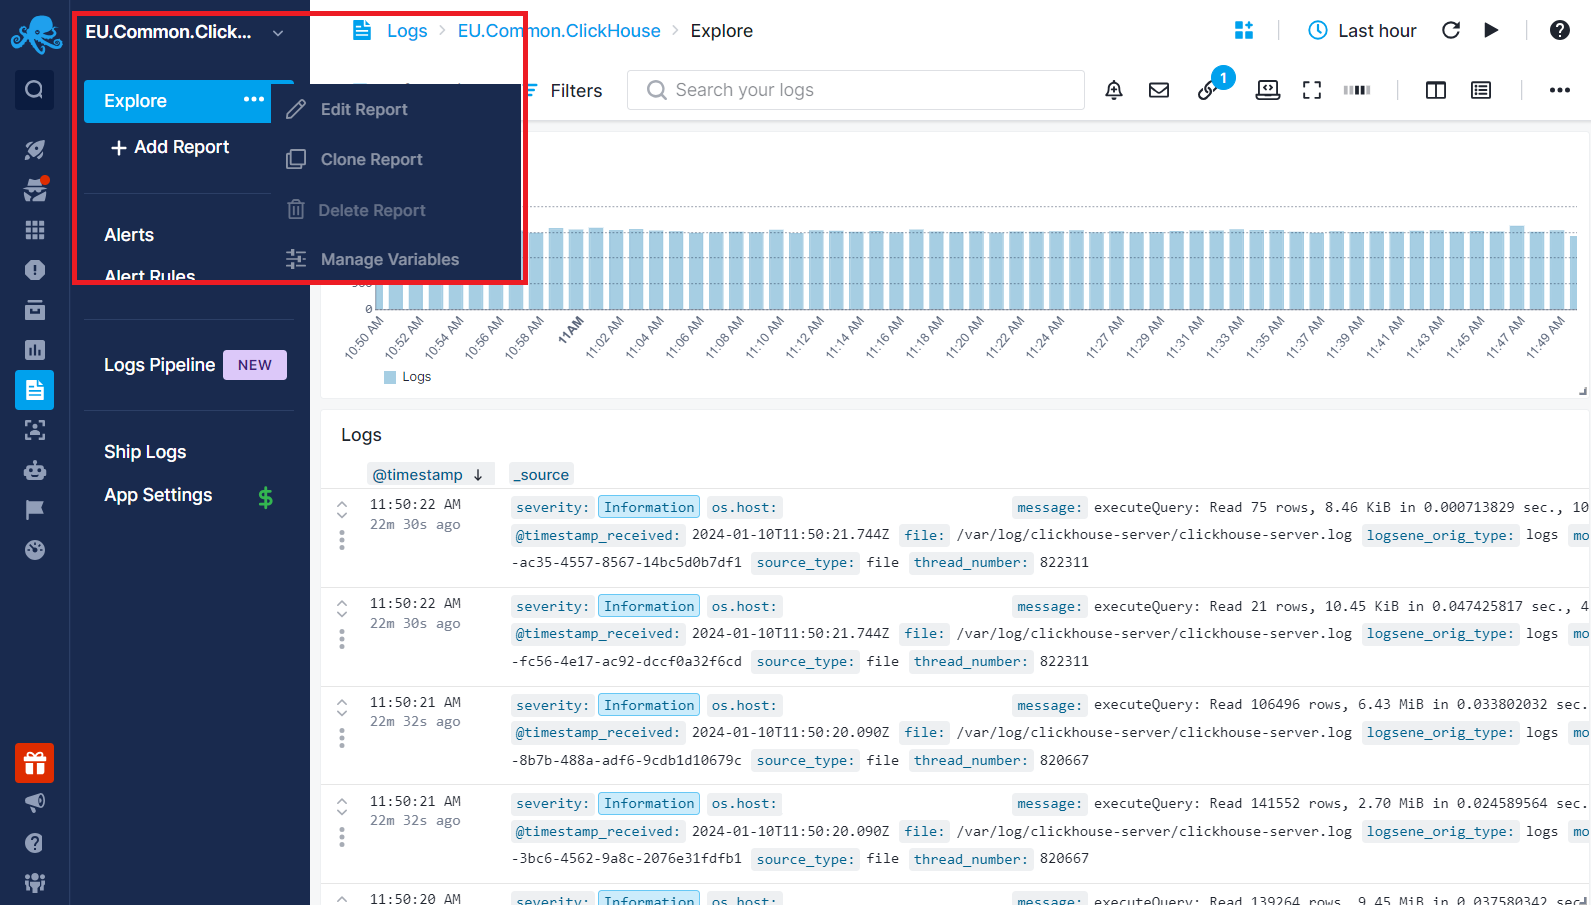 EU.Common.Click...
Logs > EU.Common.ClickHouse > Explore
Last hour
Explore
Edit Report
Filters
Search your logs
1
+ Add Report
Clone Report
Delete Report
Alerts
Manage Variables
Alert Rules
0
10:50 AM 10:52 AM 10:54 AM 10:56 AM 10:58 AM 11AM 11:02 AM 11:04 AM 11:06 AM 11:08 AM 11:10 AM 11:12 AM 11:14 AM 11:16 AM 11:18 AM 11:20 AM 11:22 AM 11:24 AM 11:27 AM 11:29 AM 11:31 AM 11:33 AM 11:35 AM 11:37 AM 11:39 AM 11:41 AM 11:43 AM 11:45 AM 11:47 AM 11:49 AM
Logs Pipeline NEW
Logs
Ship Logs
App Settings $
Logs
@timestamp ↓ _source
11:50:22 AM severity: Information os.host: message: executeQuery: Read 75 rows, 8.46 KiB in 0.000713829 sec., 10
22m 30s ago @timestamp_received: 2024-01-10T11:50:21.744Z file: /var/log/clickhouse-server/clickhouse-server.log logsene_orig_type: logs mo
-ac35-4557-8567-14bc5d0b7df1 source_type: file thread_number: 822311
11:50:22 AM severity: Information os.host: message: executeQuery: Read 21 rows, 10.45 KiB in 0.047425817 sec., 4
22m 30s ago @timestamp_received: 2024-01-10T11:50:21.744Z file: /var/log/clickhouse-server/clickhouse-server.log logsene_orig_type: logs mo
-fc56-4e17-ac92-dccf0a32f6cd source_type: file thread_number: 822311
11:50:21 AM severity: Information os.host: message: executeQuery: Read 106496 rows, 6.43 MiB in 0.033802032 sec.
22m 32s ago @timestamp_received: 2024-01-10T11:50:20.090Z file: /var/log/clickhouse-server/clickhouse-server.log logsene_orig_type: logs mo
-8b7b-488a-adf6-9cdb1d10679c source_type: file thread_number: 820667
11:50:21 AM severity: Information os.host: message: executeQuery: Read 141552 rows, 2.70 MiB in 0.024589564 sec.
22m 32s ago @timestamp_received: 2024-01-10T11:50:20.090Z file: /var/log/clickhouse-server/clickhouse-server.log logsene_orig_type: logs mo
-3bc6-4562-9a8c-2076e31fdfb1 source_type: file thread_number: 820667
11:50:20 AM severity: Information os.host: message: executeQuery: Read 139264 rows, 9.45 MiB in 0.037580342 sec.